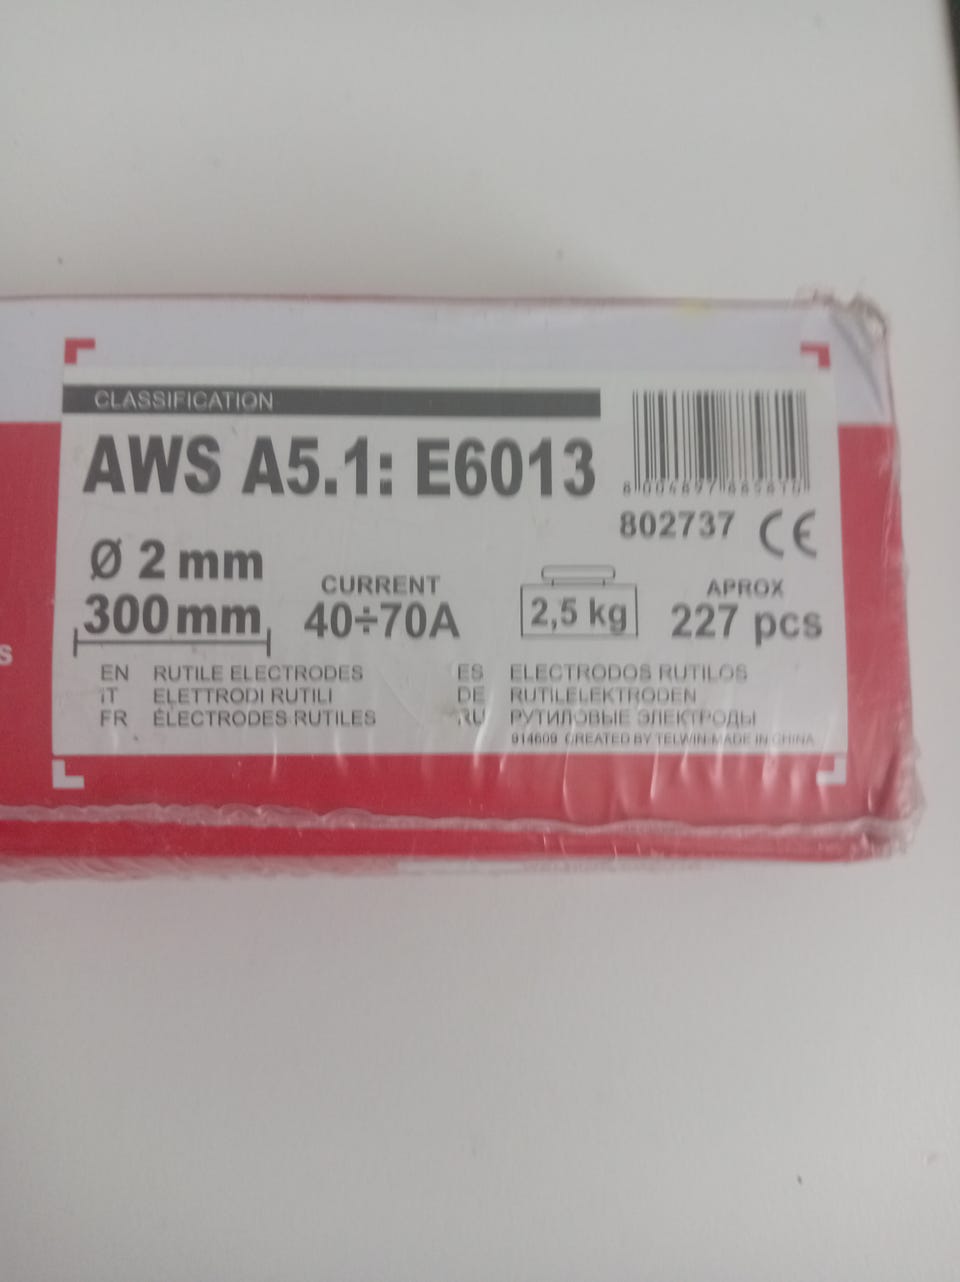 CLASSIFICATION
AWS A5.1: E6013
802737 CE
Ø 2 mm
300 mm
CURRENT
40÷70A
2,5 kg
APROX
227 pcs
S
EN RUTILE ELECTRODES
IT ELETTRODI RUTILI
FR ÉLECTRODES RUTILES
ES ELECTRODOS RUTILOS
DE RUTILELEKTRODEN
RU РУТИЛОВЫЕ ЭЛЕКТРОДЫ
914609 CREATED BY TELWIN-MADE IN CHINA